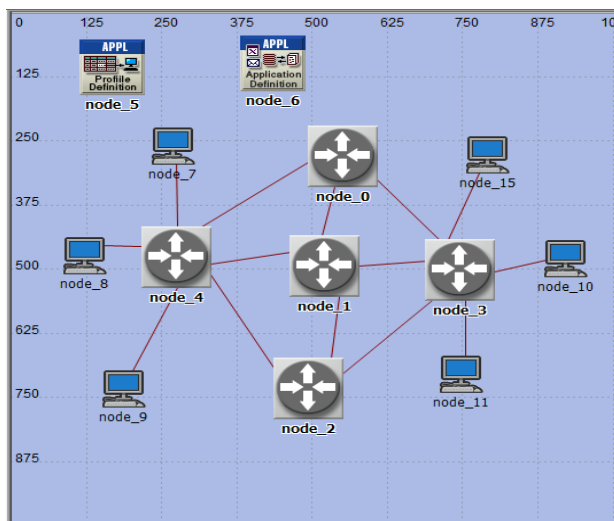 0 125 250 375 500 625 750 875 10
125
250
375
500
625
750
875
APPL
Profile
Definition
node_5
APPL
Application
Definition
node_6
node_7
node_0
node_15
node_8
node_4
node_1
node_3
node_10
node_9
node_2
node_11